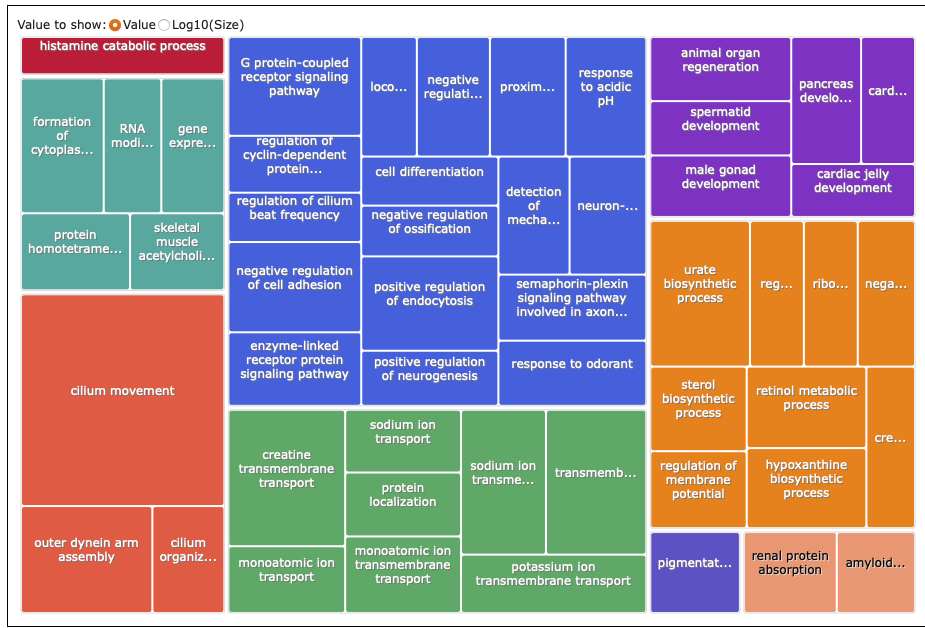 Value to show: Value Log10(Size)
histamine catabolic process
formation
of
cytoplas...
RNA
modi...
gene
expre...
protein
homotetrame...
skeletal
muscle
acetylcholi...
cilium movement
outer dynein arm
assembly
cilium
organiz...
G protein-coupled
receptor signaling
pathway
regulation of
cyclin-dependent
protein...
regulation of cilium
beat frequency
negative regulation
of cell adhesion
enzyme-linked
receptor protein
signaling pathway
loco...
negative
regulati...
proxim...
response
to acidic
pH
cell differentiation
negative regulation
of ossification
positive regulation
of endocytosis
positive regulation
of neurogenesis
detection
of
mecha...
neuron-...
semaphorin-plexin
signaling pathway
involved in axon...
response to odorant
creatine
transmembrane
transport
monoatomic ion
transport
sodium ion
transport
protein
localization
monoatomic ion
transmembrane
transport
sodium ion
transme...
transmemb...
potassium ion
transmembrane transport
animal organ
regeneration
spermatid
development
male gonad
development
pancreas
develo...
card...
cardiac jelly
development
urate
biosynthetic
process
reg...
ribo...
nega...
sterol
biosynthetic
process
regulation of
membrane
potential
retinol metabolic
process
hypoxanthine
biosynthetic
process
cre...
pigmentat...
renal protein
absorption
amyloid...